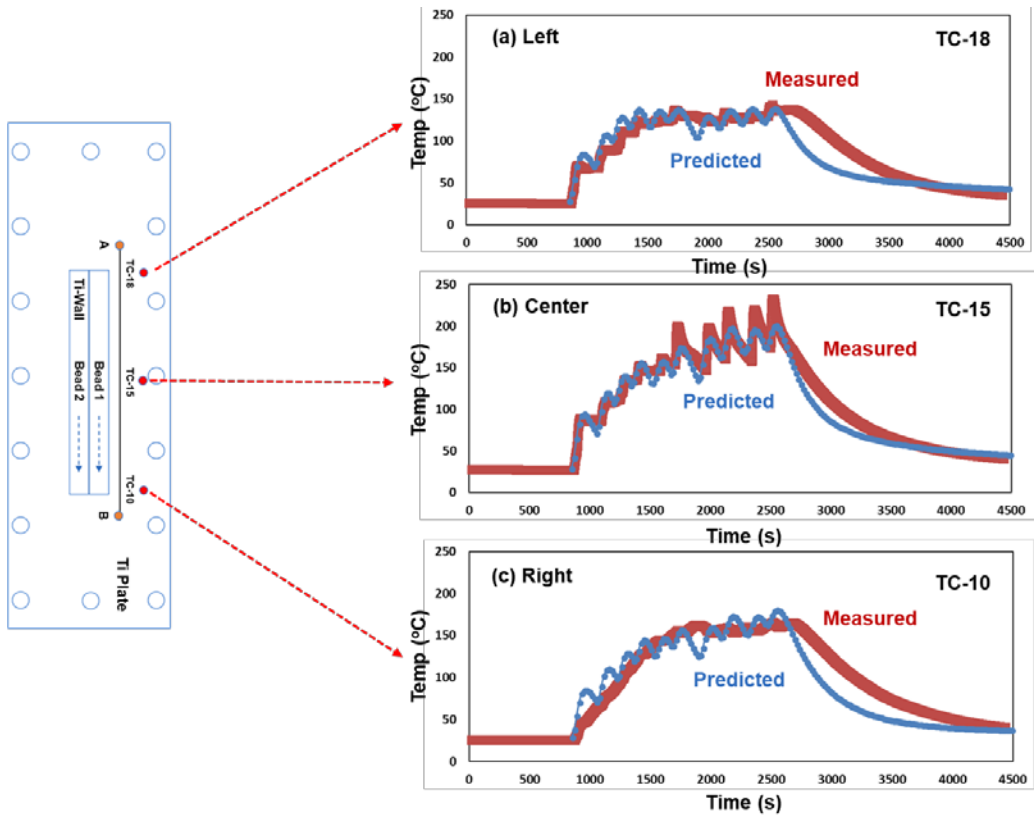 A
TC-18
Ti-Wall
Bead 1
Bead 2
TC-15
TC-10
B
Ti Plate
(a) Left
TC-18
Measured
Predicted
Temp (ºC)
250
200
150
100
50
0
0 500 1000 1500 2000 2500 3000 3500 4000 4500
Time (s)
(b) Center
TC-15
Measured
Predicted
Temp (ºC)
250
200
150
100
50
0
0 500 1000 1500 2000 2500 3000 3500 4000 4500
Time (s)
(c) Right
TC-10
Measured
Predicted
Temp (ºC)
250
200
150
100
50
0
0 500 1000 1500 2000 2500 3000 3500 4000 4500
Time (s)